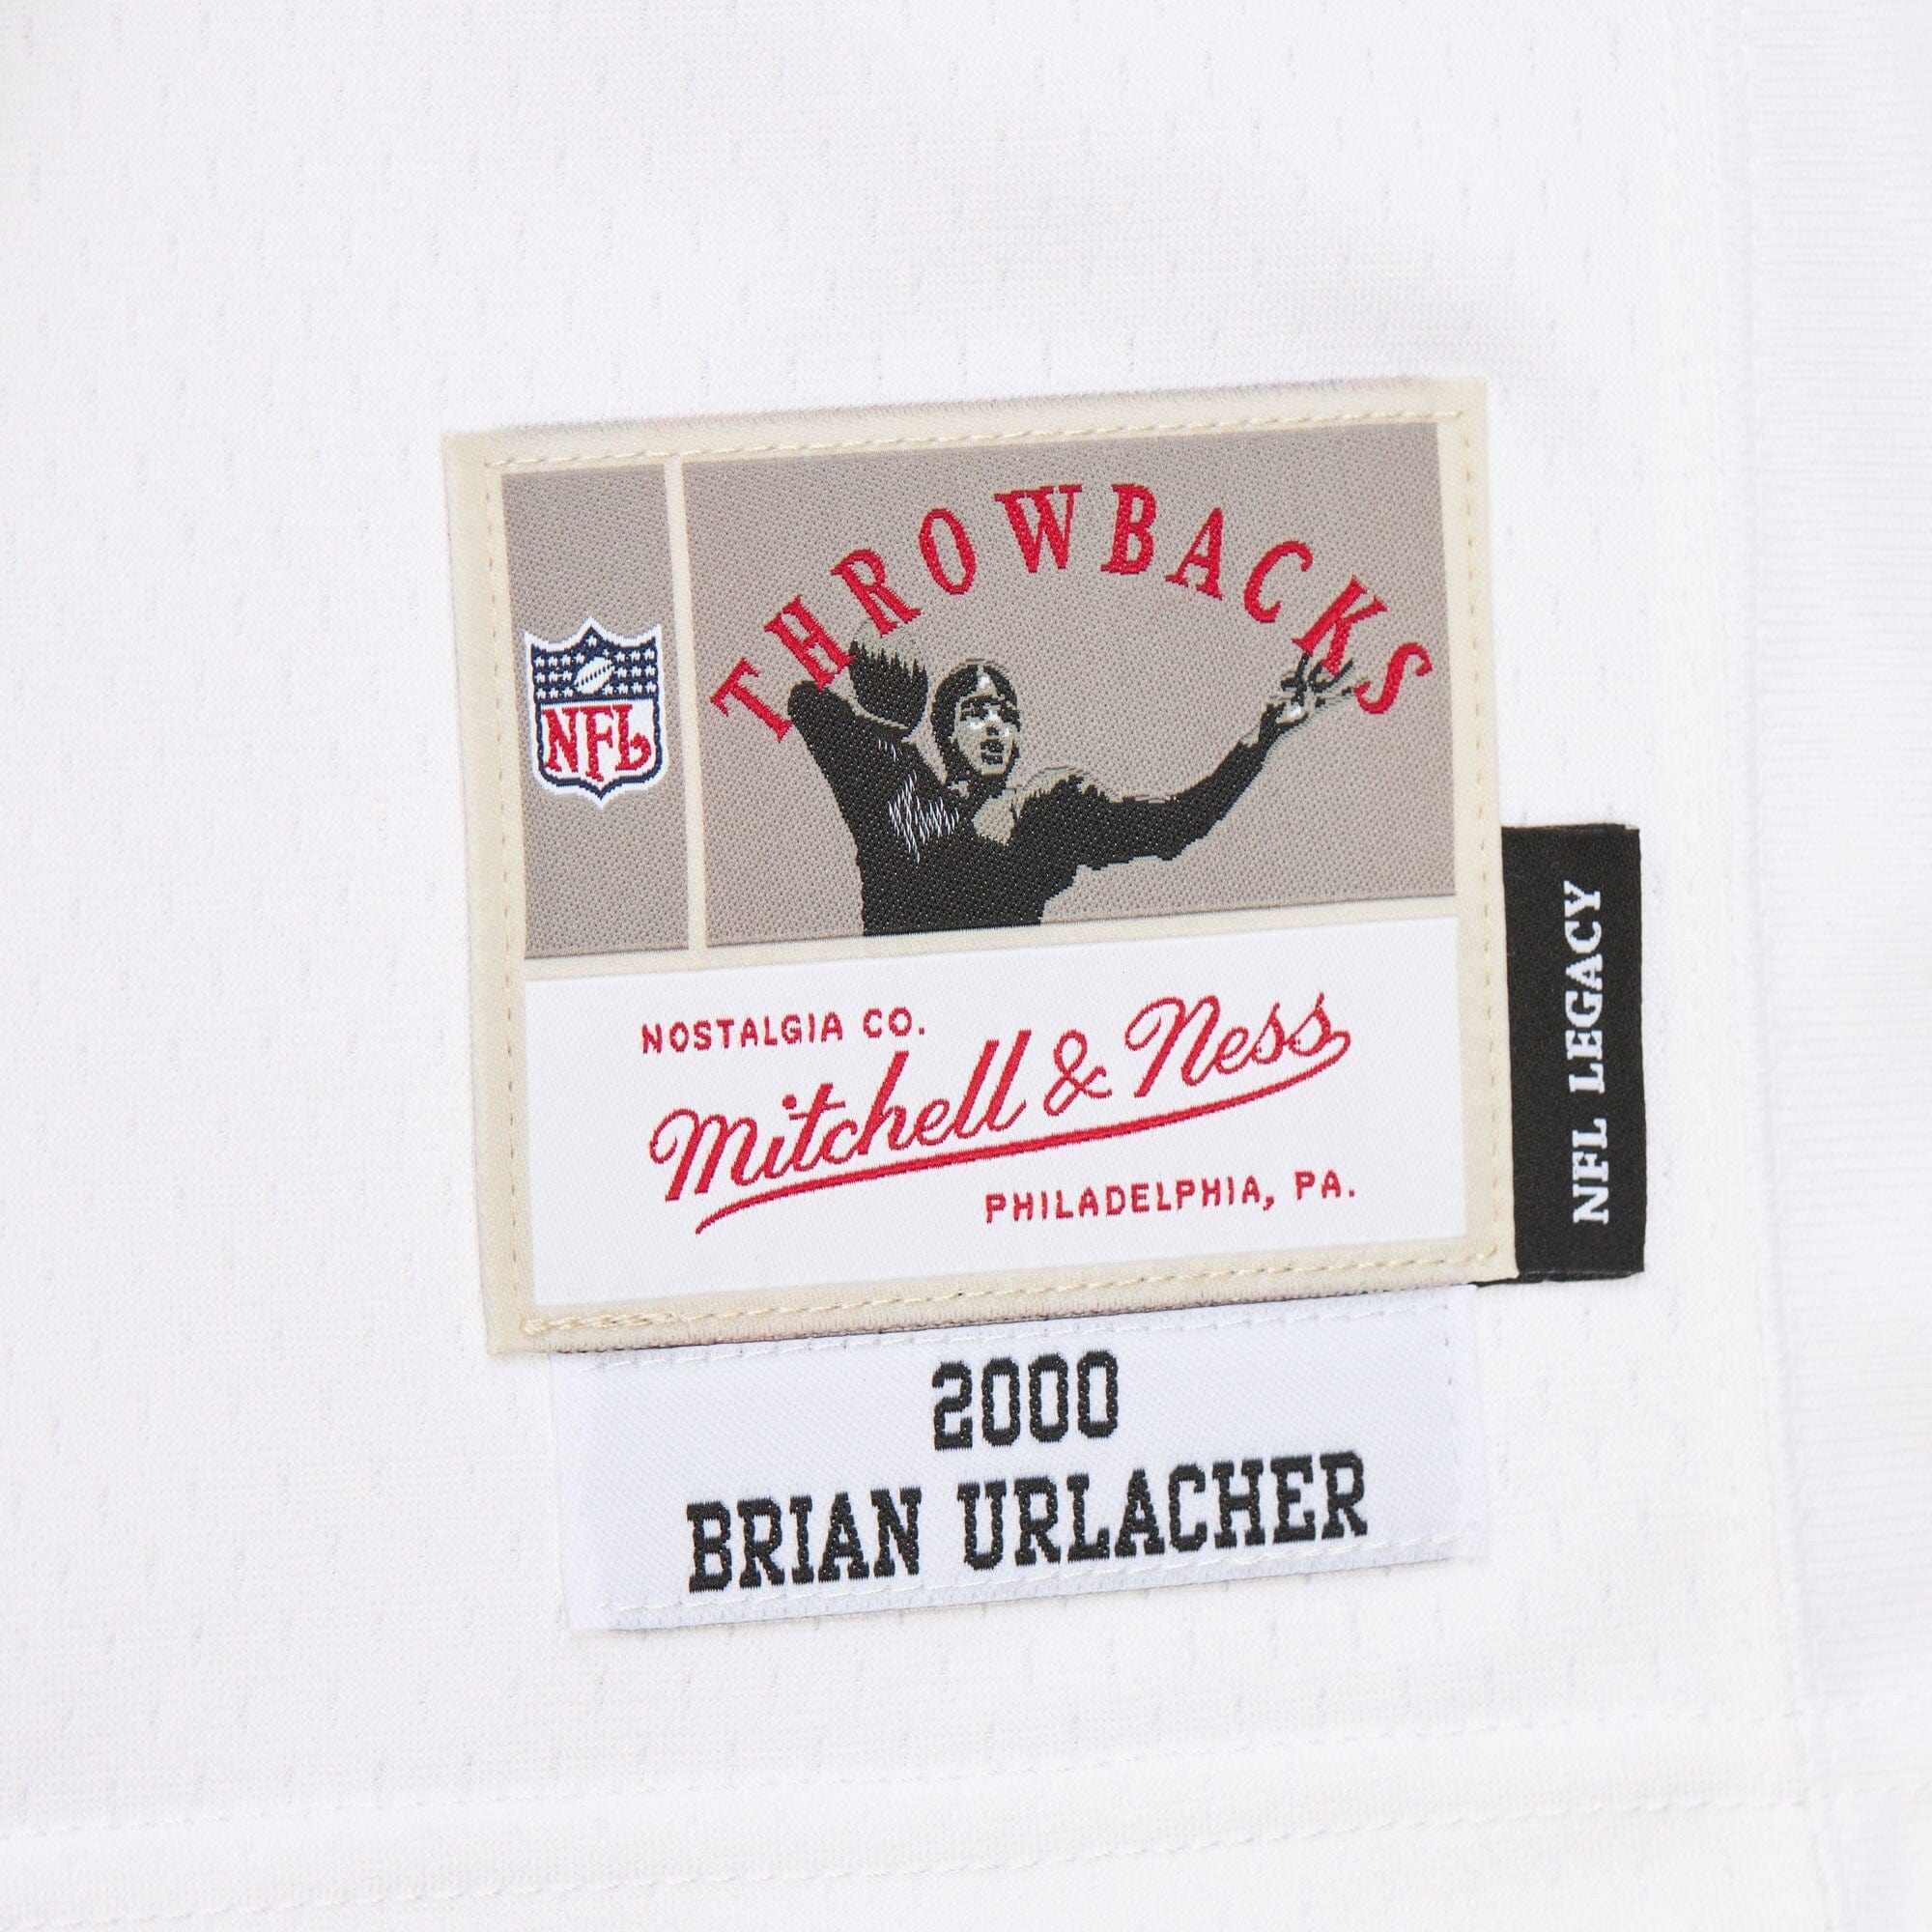 THROWBACKS
NFL
NOSTALGIA CO.
Mitchell & Ness
PHILADELPHIA, PA.
NFL LEGACY
2000
BRIAN URLACHER